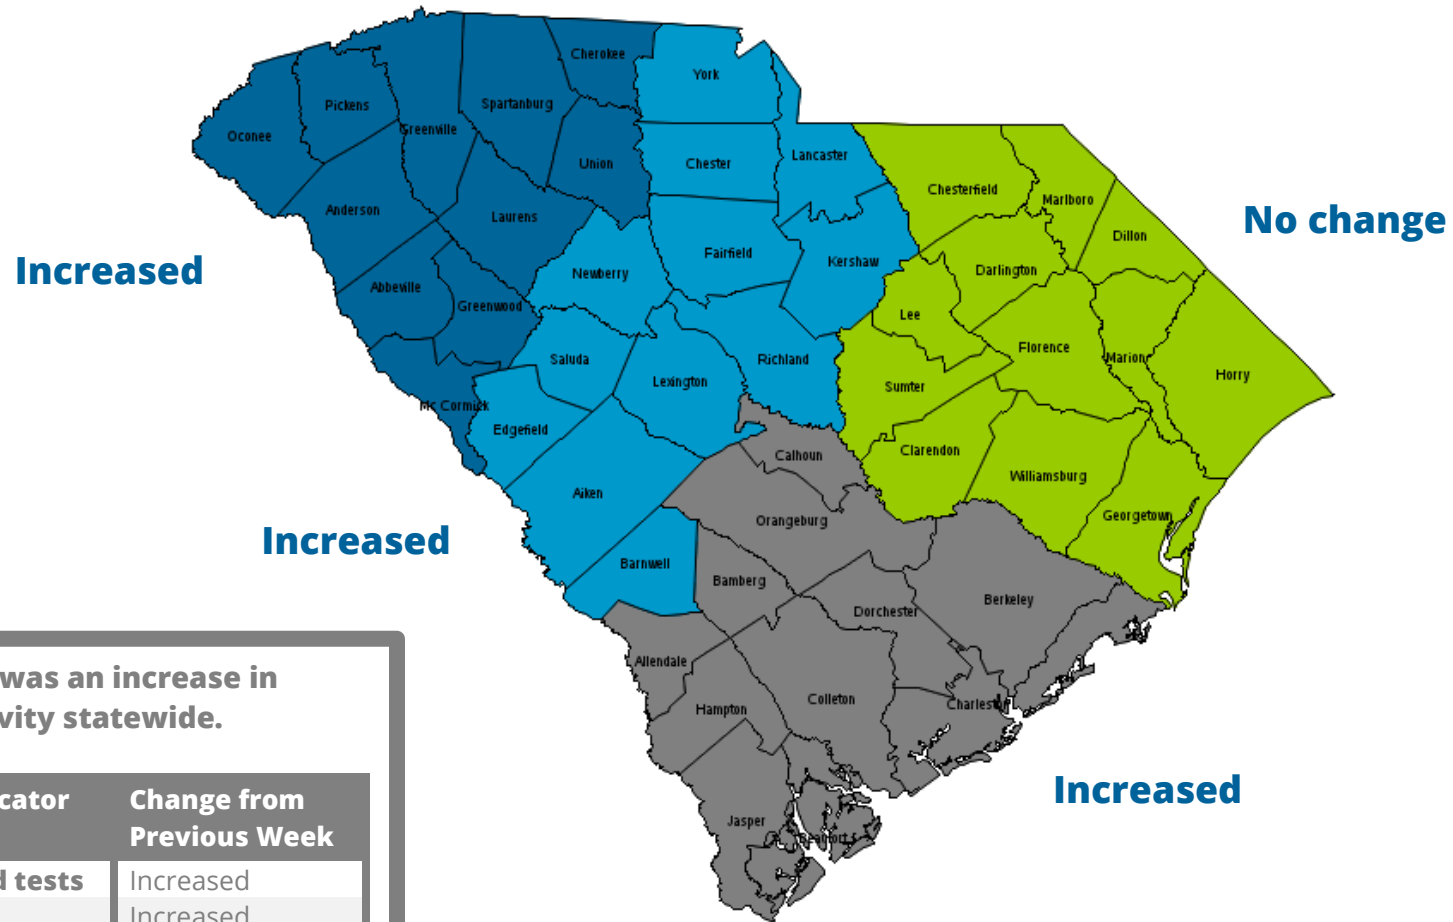 Cherokee
York
Pickens
Spartanburg
Greenville
Oconee
Union
Chester
Lancaster
Chesterfield
Marlboro
Anderson
Laurens
No change
Dillon
Fairfield
Kershaw
Increased
Newberry
Darlington
Abbeville
Greenwood
Lee
Florence
Saluda
Richland
Marion
Horry
Lexington
Sumter
Mc Cormick
Edgefield
Calhoun
Clarendon
Williamsburg
Aiken
Orangeburg
Georgetown
Increased
Barnwell
Bamberg
Berkeley
Dorchester
Allendale
Colleton
Charleston
Hampton
Increased
Jasper
Beaufort
was an increase in
vity statewide.
cator
Change from
Previous Week
d tests
Increased
Increased